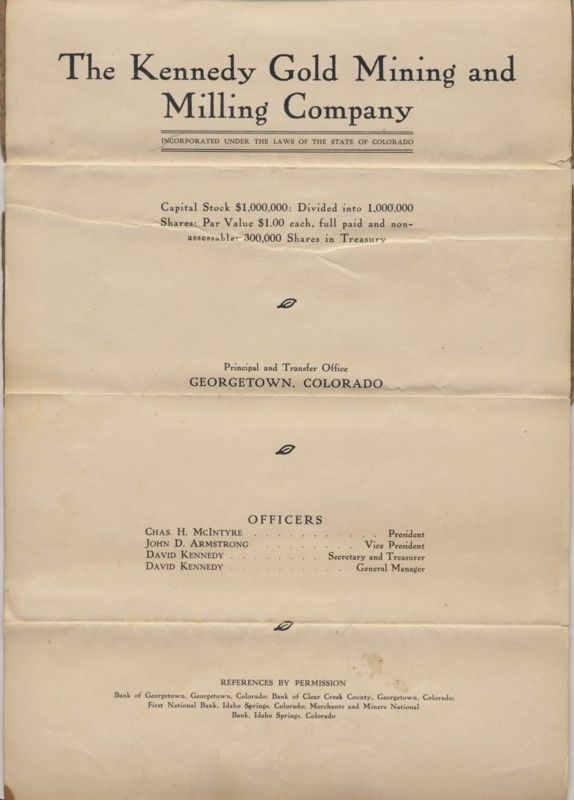 The Kennedy Gold Mining and
Milling Company
INCORPORATED UNDER THE LAWS OF THE STATE OF COLORADO
Capital Stock $1,000,000: Divided into 1,000,000
Shares: Par Value $1.00 each, full paid and non-
assessable: 300,000 Shares in Treasury
Principal and Transfer Office
GEORGETOWN, COLORADO
OFFICERS
CHAS. H. MCINTYRE . . . . . . . . . . . President
JOHN D. ARMSTRONG . . . . . . . . Vice President
DAVID KENNEDY . . . . . . . . Secretary and Treasurer
DAVID KENNEDY . . . . . . . . . . General Manager
REFERENCES BY PERMISSION
Bank of Georgetown, Georgetown, Colorado; Bank of Clear Creek County, Georgetown, Colorado;
First National Bank, Idaho Springs, Colorado; Merchants and Miners National
Bank, Idaho Springs, Colorado